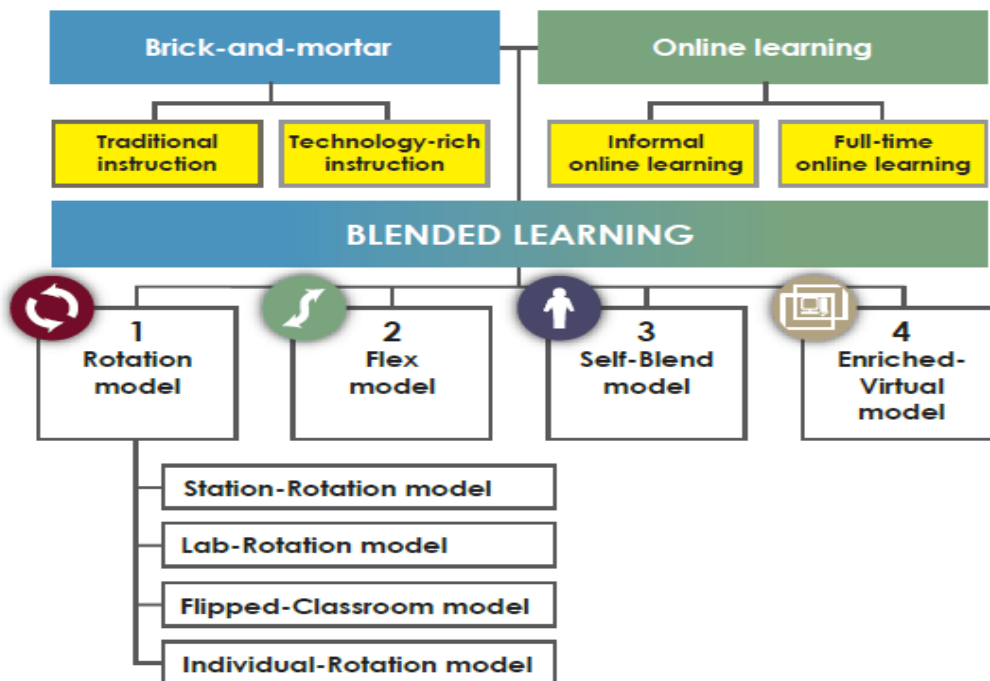 Brick-and-mortar
Online learning
Traditional
instruction
Technology-rich
instruction
Informal
online learning
Full-time
online learning
BLENDED LEARNING
1
Rotation
model
2
Flex
model
3
Self-Blend
model
4
Enriched-
Virtual
model
Station-Rotation model
Lab-Rotation model
Flipped-Classroom model
Individual-Rotation model